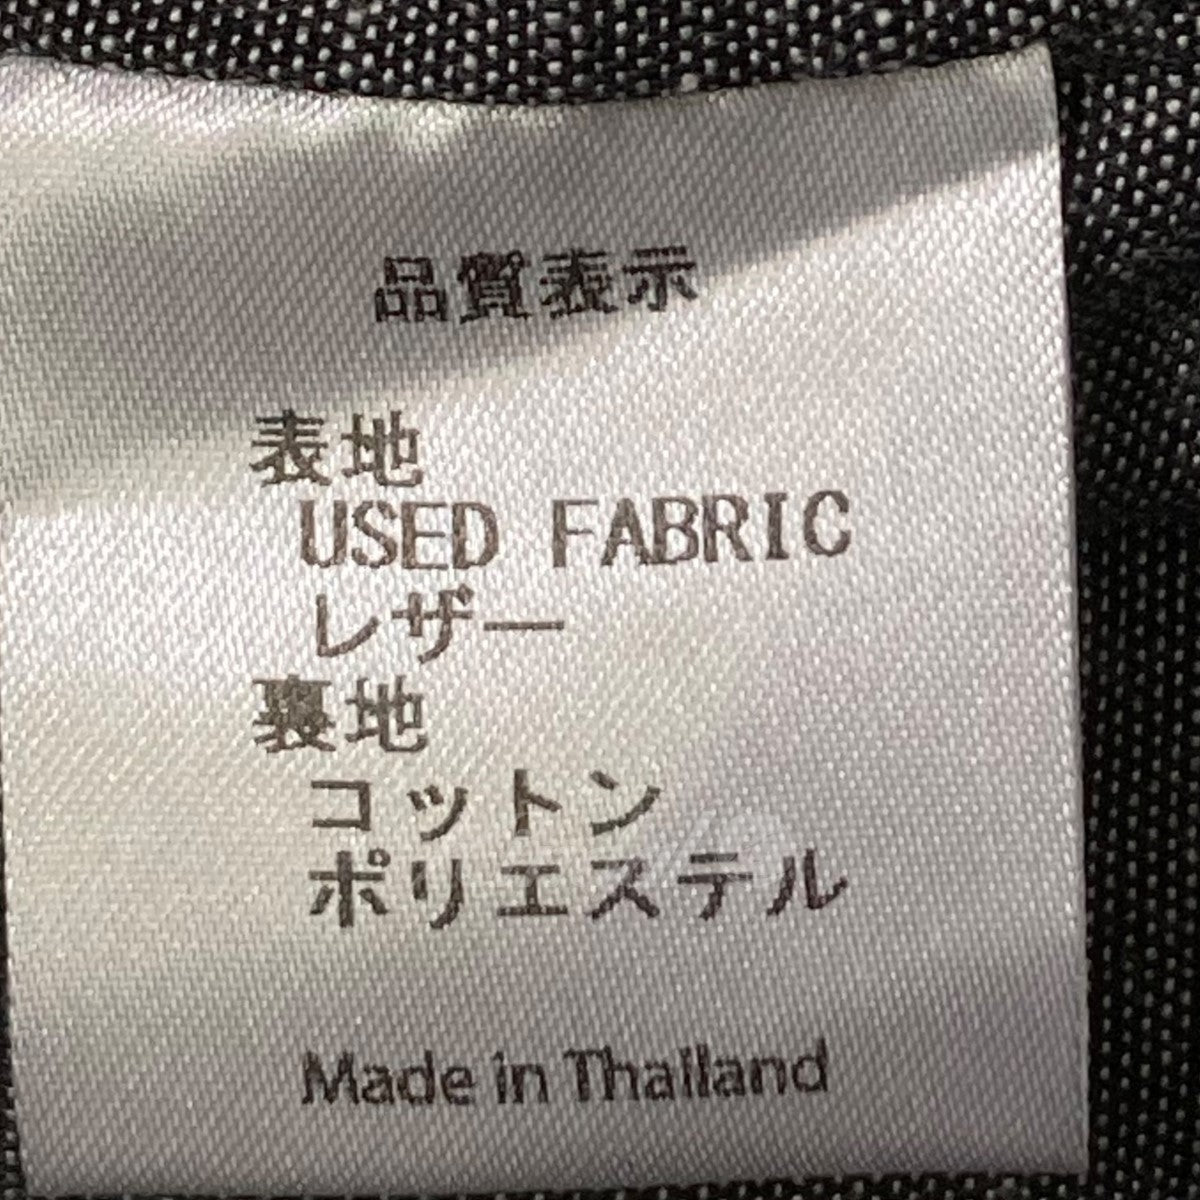 品質表示
表地
USED FABRIC
レザー
裏地
コットン
ポリエステル
Made in Thailand